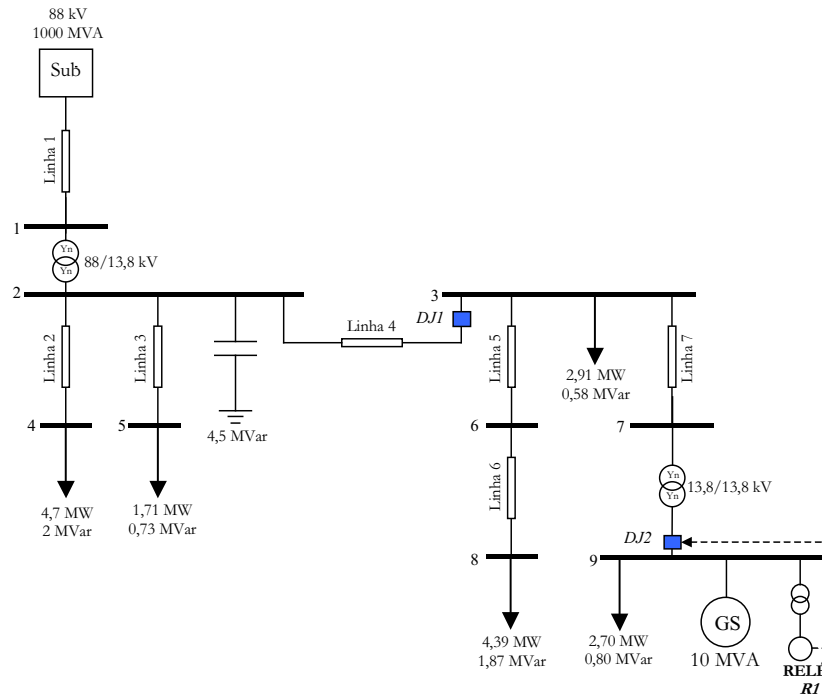 88 kV
1000 MVA
Sub
Linha 1
1
Yn
Yn
88/13,8 kV
2
3
DJ1
Linha 4
Linha 2
Linha 3
Linha 5
Linha 7
2,91 MW
0,58 MVar
4
5
4,5 MVar
6
7
4,7 MW
2 MVar
1,71 MW
0,73 MVar
Linha 6
Yn
Yn
13,8/13,8 kV
DJ2
8
9
4,39 MW
1,87 MVar
2,70 MW
0,80 MVar
GS
10 MVA
RELÉ
R1